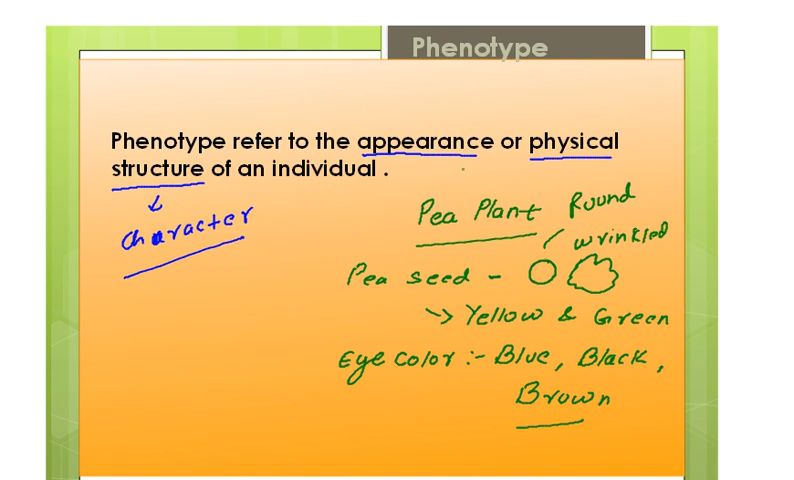 Phenotype
Phenotype refer to the appearance or physical
structure of an individual .
Character
Pea Plant
Round
Wrinkled
Pea seed -
Yellow & Green
Eye color :- Blue, Black,
Brown